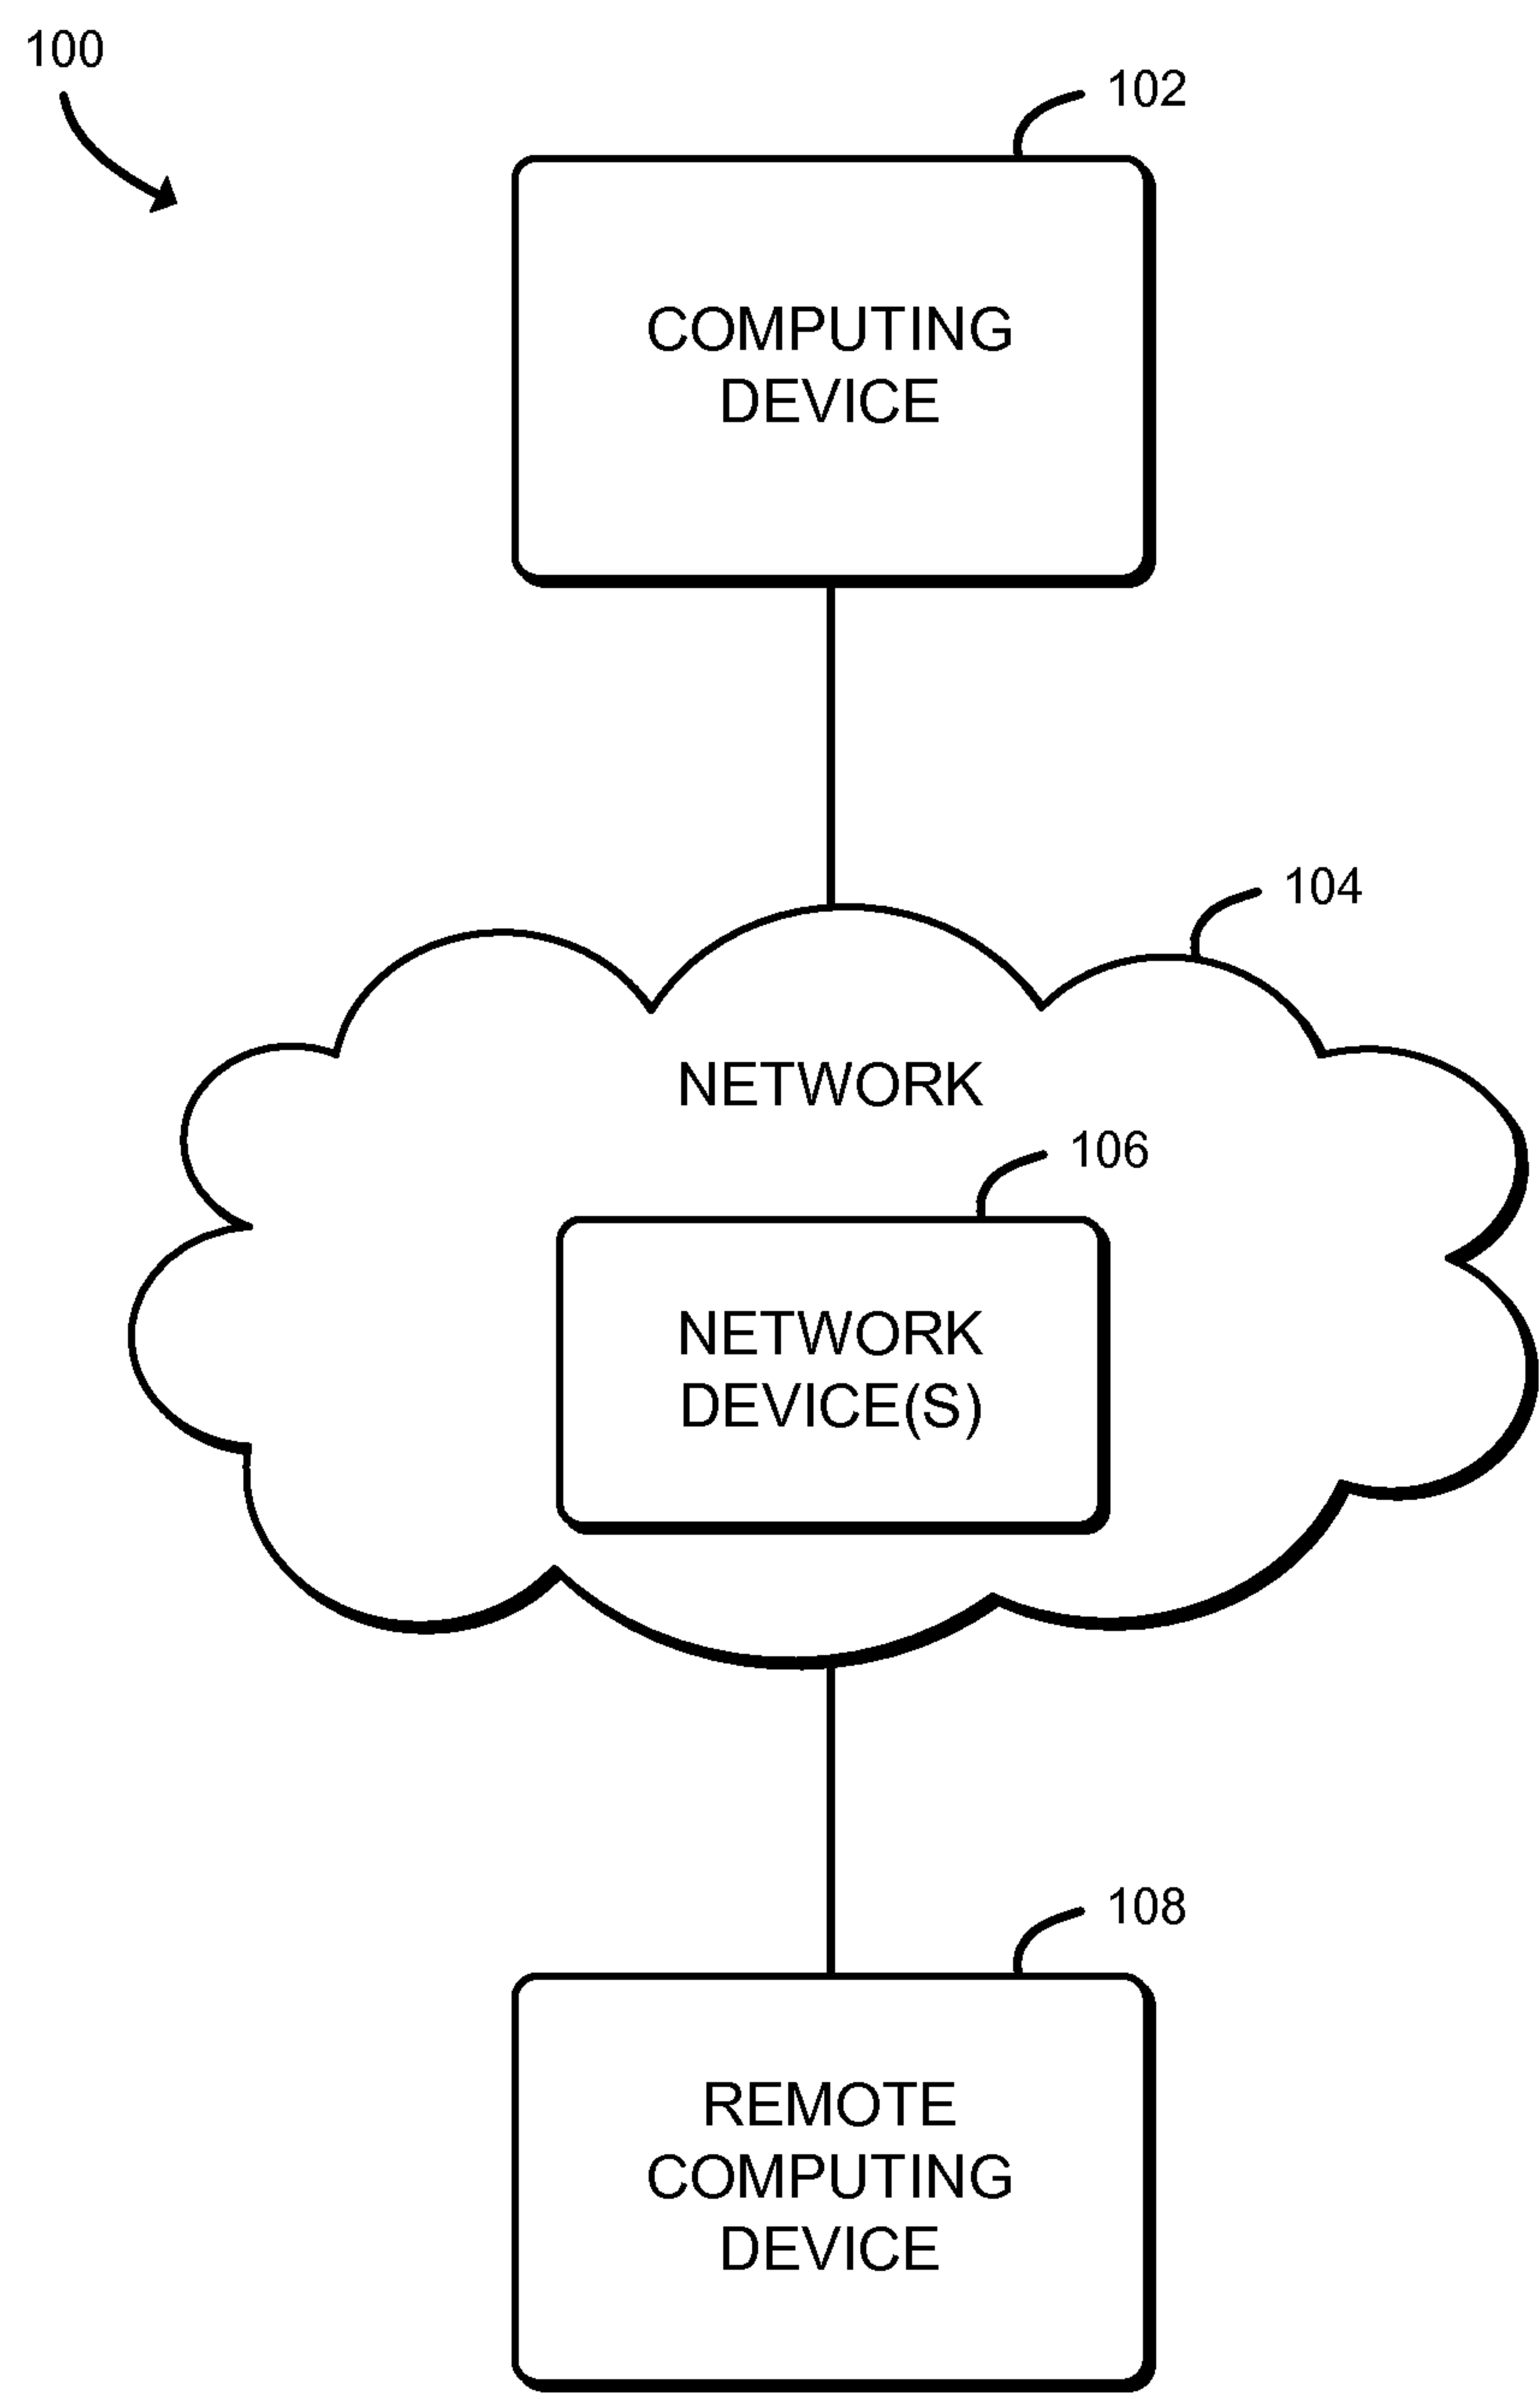 100
102
COMPUTING
DEVICE
104
NETWORK
106
NETWORK
DEVICE(S)
108
REMOTE
COMPUTING
DEVICE